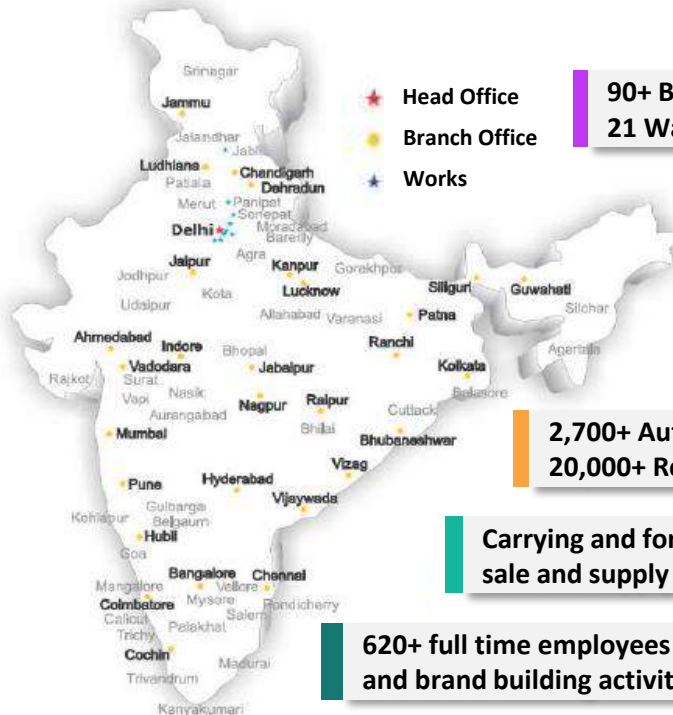 Srinagar
Jammu
Head Office
Branch Office
Works
90+ B
21 Wa
Jalandhar
Jabli
Ludhiana
Chandigarh
Patiala
Dehradun
Merut
Panipat
Sonepat
Delhi
Moradabad
Bareilly
Agra
Jaipur
Kanpur
Gorakhpur
Jodhpur
Lucknow
Siliguri
Guwahati
Kota
Udaipur
Allahabad
Varanasi
Patna
Silchar
Ahmedabad
Indore
Bhopal
Ranchi
Agartala
Vadodara
Jabalpur
Kolkata
Rajkot
Surat
Vapi
Nasik
Nagpur
Raipur
Balasore
Aurangabad
Cuttack
Bhilai
Mumbai
Bhubaneshwar
2,700+ Aut
20,000+ Re
Vizag
Pune
Hyderabad
Vijaywada
Gulbarga
Kohlapur
Belgaum
Hubli
Goa
Carrying and for
sale and supply
Bangalore
Chennai
Mangalore
Vellore
Coimbatore
Mysore
Pondicherry
Calicut
Salem
Trichy
Palakhat
Cochin
Madurai
Trivandrum
Kanyakumari
620+ full time employees
and brand building activit